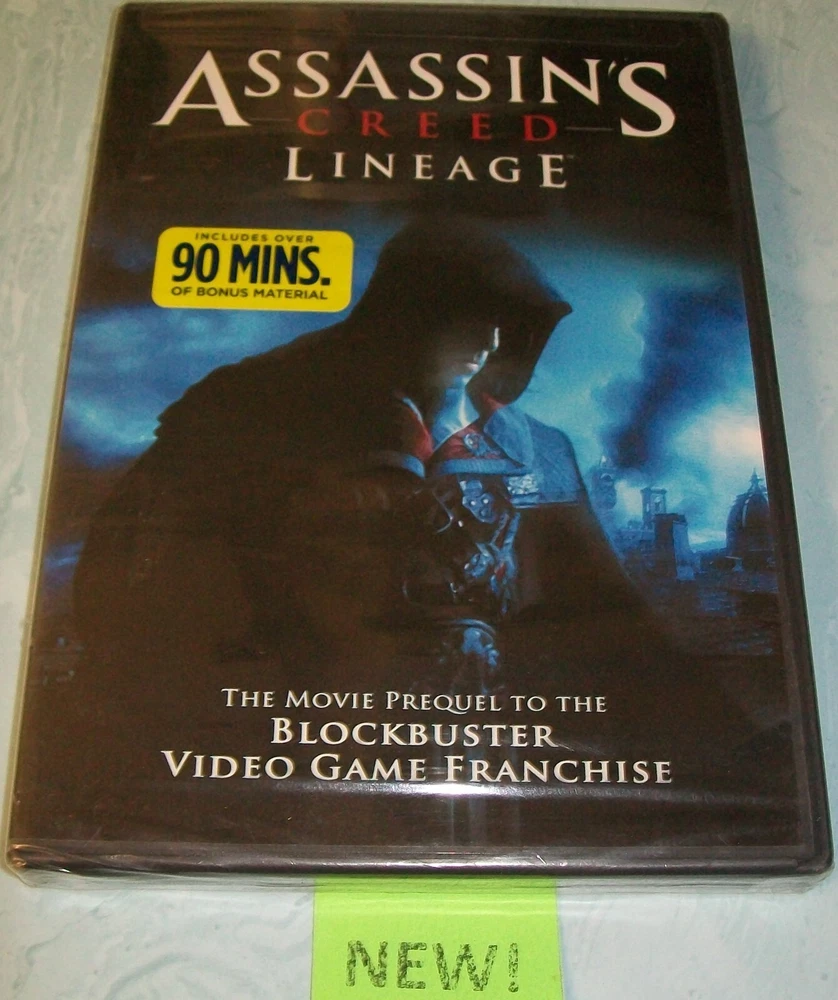 ASSASSIN'S
CREED
LINEAGE™
INCLUDES OVER
90 MINS.
OF BONUS MATERIAL
THE MOVIE PREQUEL TO THE
BLOCKBUSTER
VIDEO GAME FRANCHISE
NEW!